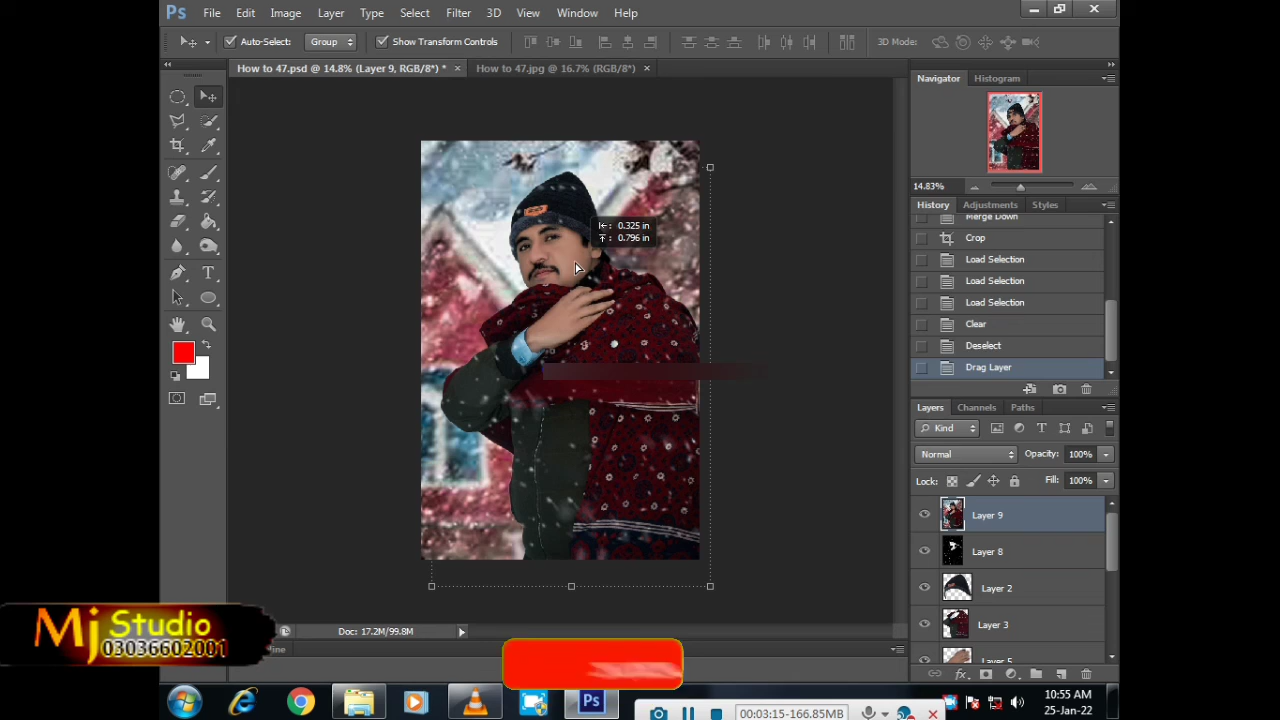 Ps File Edit Image Layer Type Select Filter 3D View Window Help
Auto-Select: Group Show Transform Controls 3D Mode:
How to 47.psd @ 14.8% (Layer 9, RGB/8*) * × How to 47.jpg @ 16.7% (RGB/8*) ×
Navigator Histogram
14.83%
History Adjustments Styles
Merge Down
Crop
Load Selection
Load Selection
Load Selection
Clear
Deselect
Drag Layer
0.325 in
0.796 in
Layers Channels Paths
Kind
Normal Opacity: 100%
Lock: Fill: 100%
Layer 9
Layer 8
Layer 2
Layer 3
Layer 5
T
Doc: 17.2M/99.8M
Mj Studio
03036602001
Ps
00:03:15-166.85MB
10:55 AM
25-Jan-22